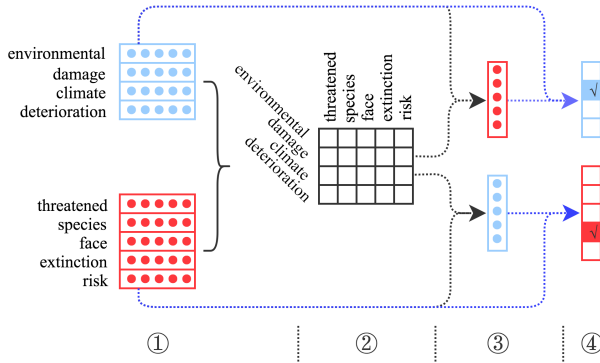 environmental
damage
climate
deterioration
threatened
species
face
extinction
risk
environmental
damage
climate
deterioration
threatened
species
face
extinction
risk
√
√
① ② ③ ④